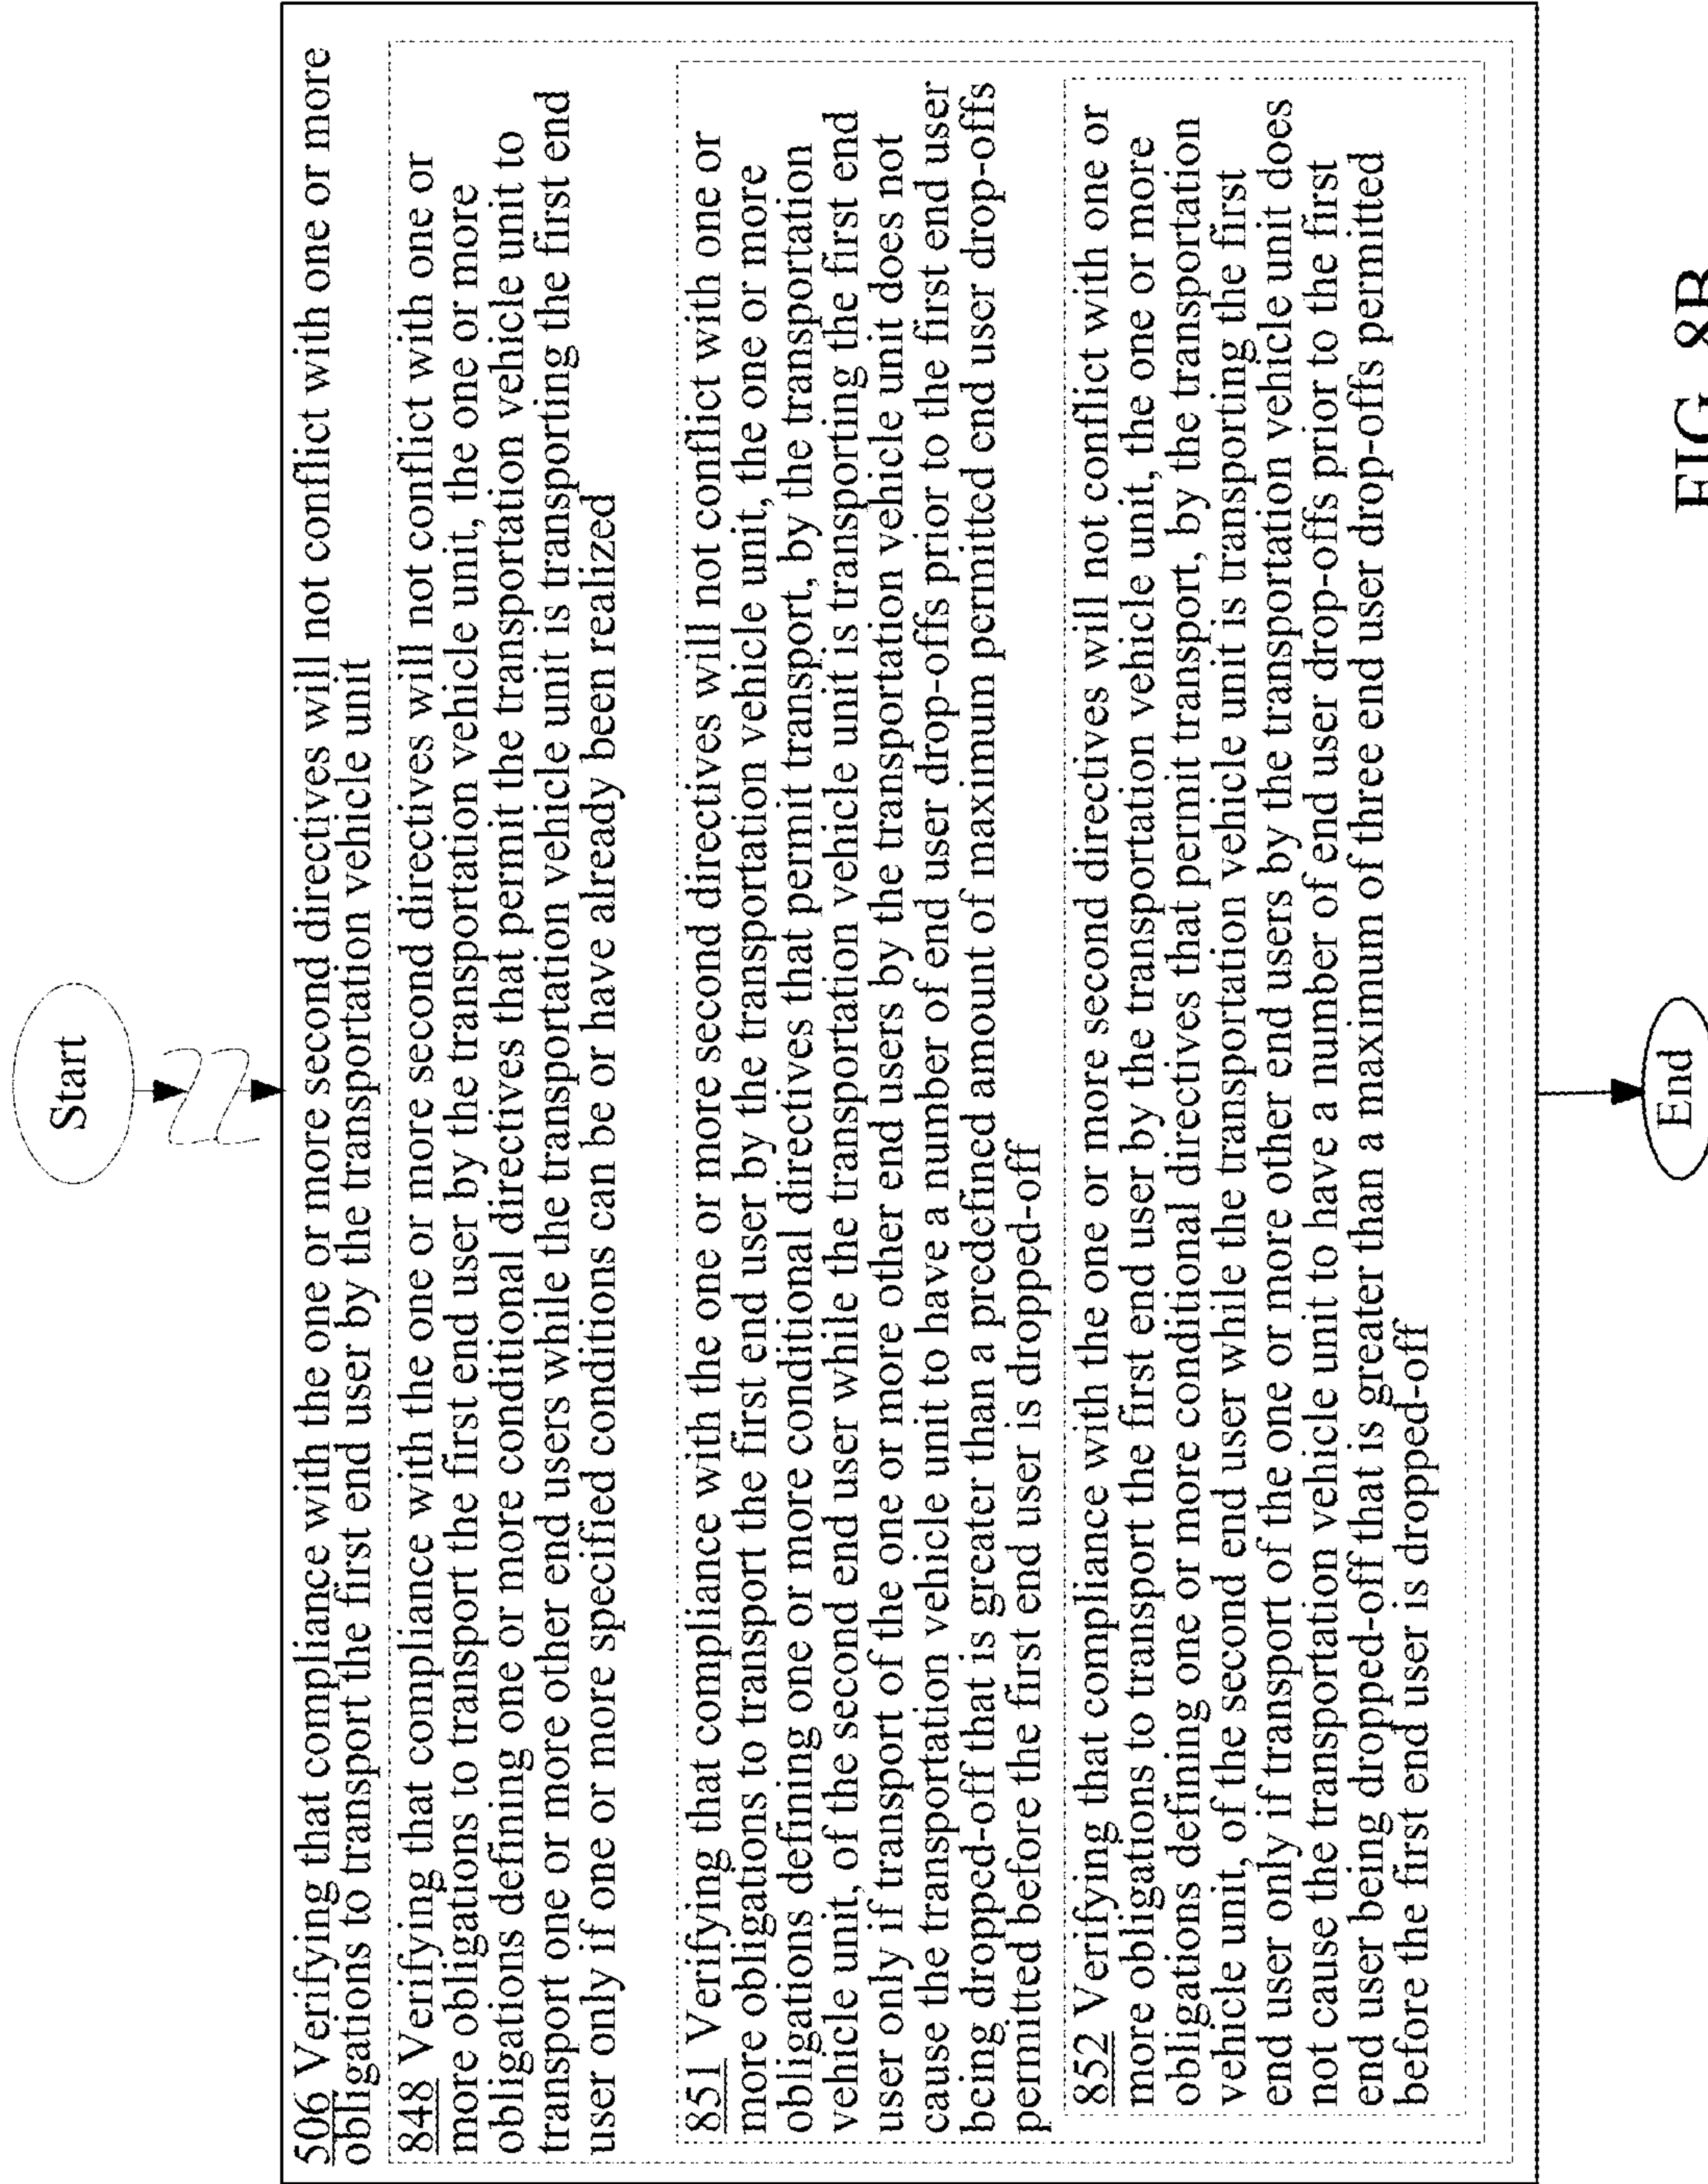 Start
506 Verifying that compliance with the one or more second directives will not conflict with one or more
obligations to transport the first end user by the transportation vehicle unit
848 Verifying that compliance with the one or more second directives will not conflict with one or
more obligations to transport the first end user by the transportation vehicle unit, the one or more
obligations defining one or more conditional directives that permit the transportation vehicle unit to
transport one or more other end users while the transportation vehicle unit is transporting the first end
user only if one or more specified conditions can be or have already been realized
851 Verifying that compliance with the one or more second directives will not conflict with one or
more obligations to transport the first end user by the transportation vehicle unit, the one or more
obligations defining one or more conditional directives that permit transport, by the transportation
vehicle unit, of the second end user while the transportation vehicle unit is transporting the first end
user only if transport of the one or more other end users by the transportation vehicle unit does not
cause the transportation vehicle unit to have a number of end user drop-offs prior to the first end user
being dropped-off that is greater than a predefined amount of maximum permitted end user drop-offs
permitted before the first end user is dropped-off
852 Verifying that compliance with the one or more second directives will not conflict with one or
more obligations to transport the first end user by the transportation vehicle unit, the one or more
obligations defining one or more conditional directives that permit transport, by the transportation
vehicle unit, of the second end user while the transportation vehicle unit is transporting the first
end user only if transport of the one or more other end users by the transportation vehicle unit does
not cause the transportation vehicle unit to have a number of end user drop-offs prior to the first
end user being dropped-off that is greater than a maximum of three end user drop-offs permitted
before the first end user is dropped-off
End
FIG. 8B